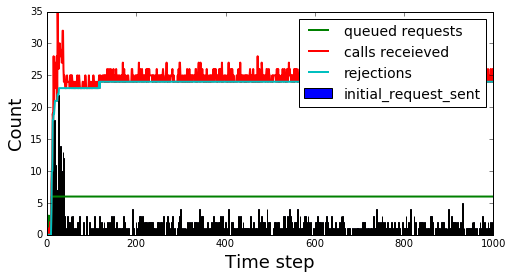 35
30
25
20
15
10
5
0
Count
queued requests
calls receieved
rejections
initial_request_sent
0
200
400
600
800
1000
Time step